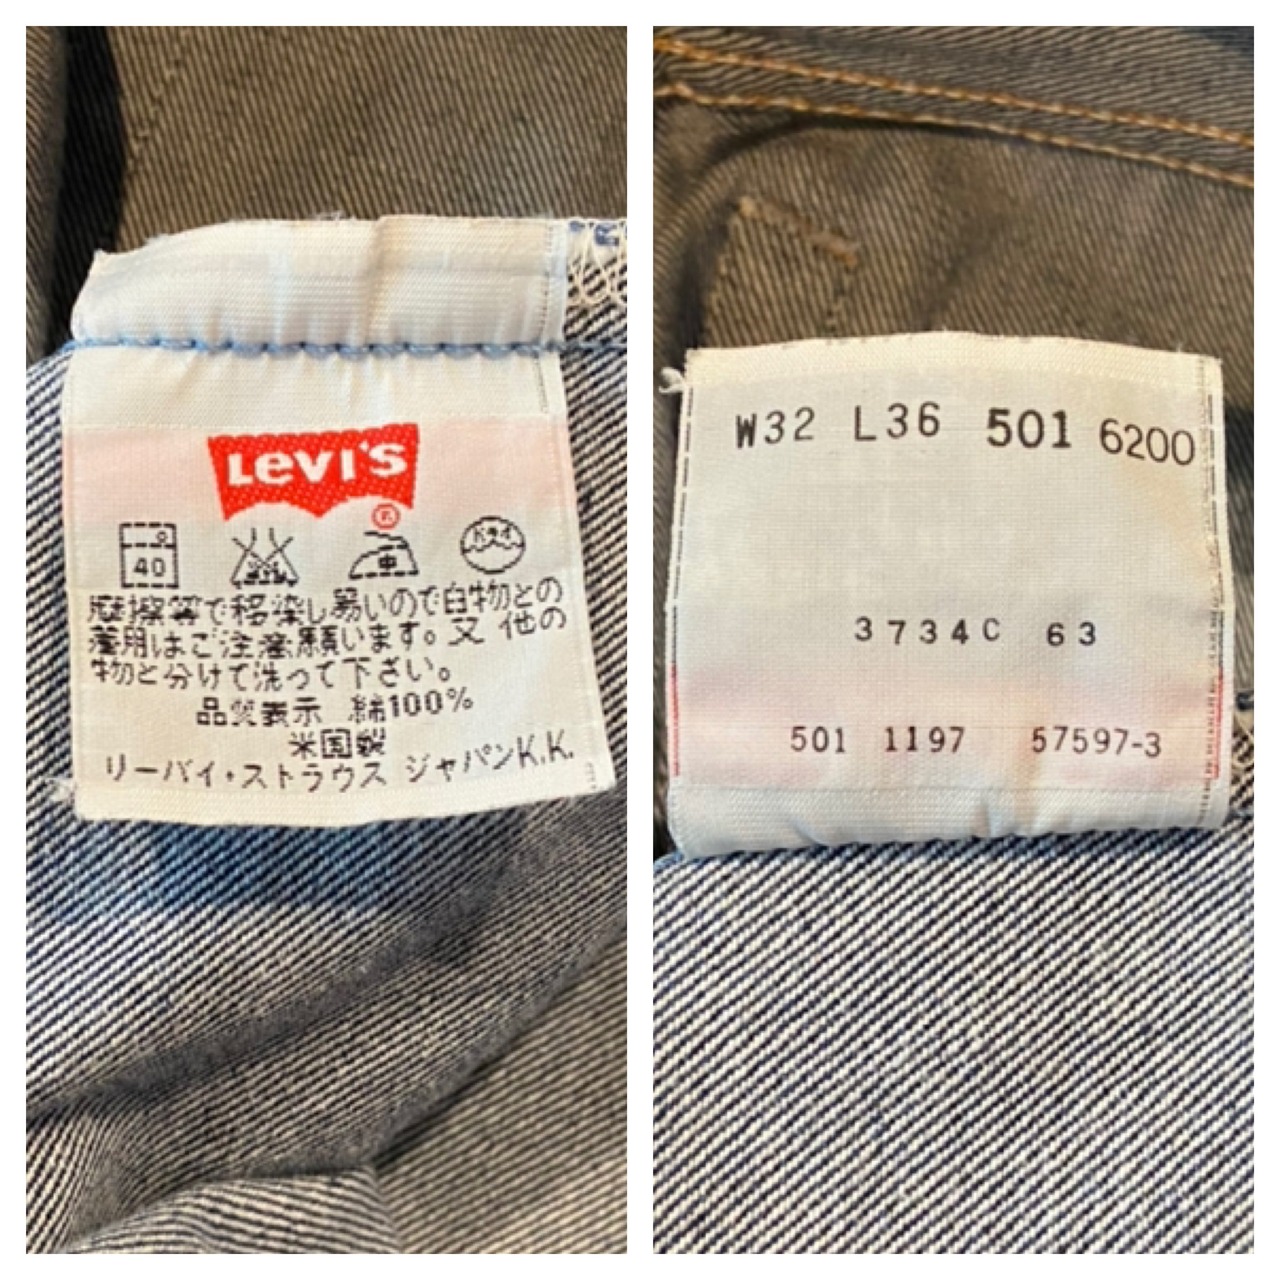 LEVI'S
®
40 中 ドライ
摩擦等で移染し易いので白物との
着用はご注意願います。又 他の
物と分けて洗って下さい。
品質表示 綿100%
米国製
リーバイ・ストラウス ジャパンK.K.
W32 L36 501 6200
3734C 63
501 1197 57597-3